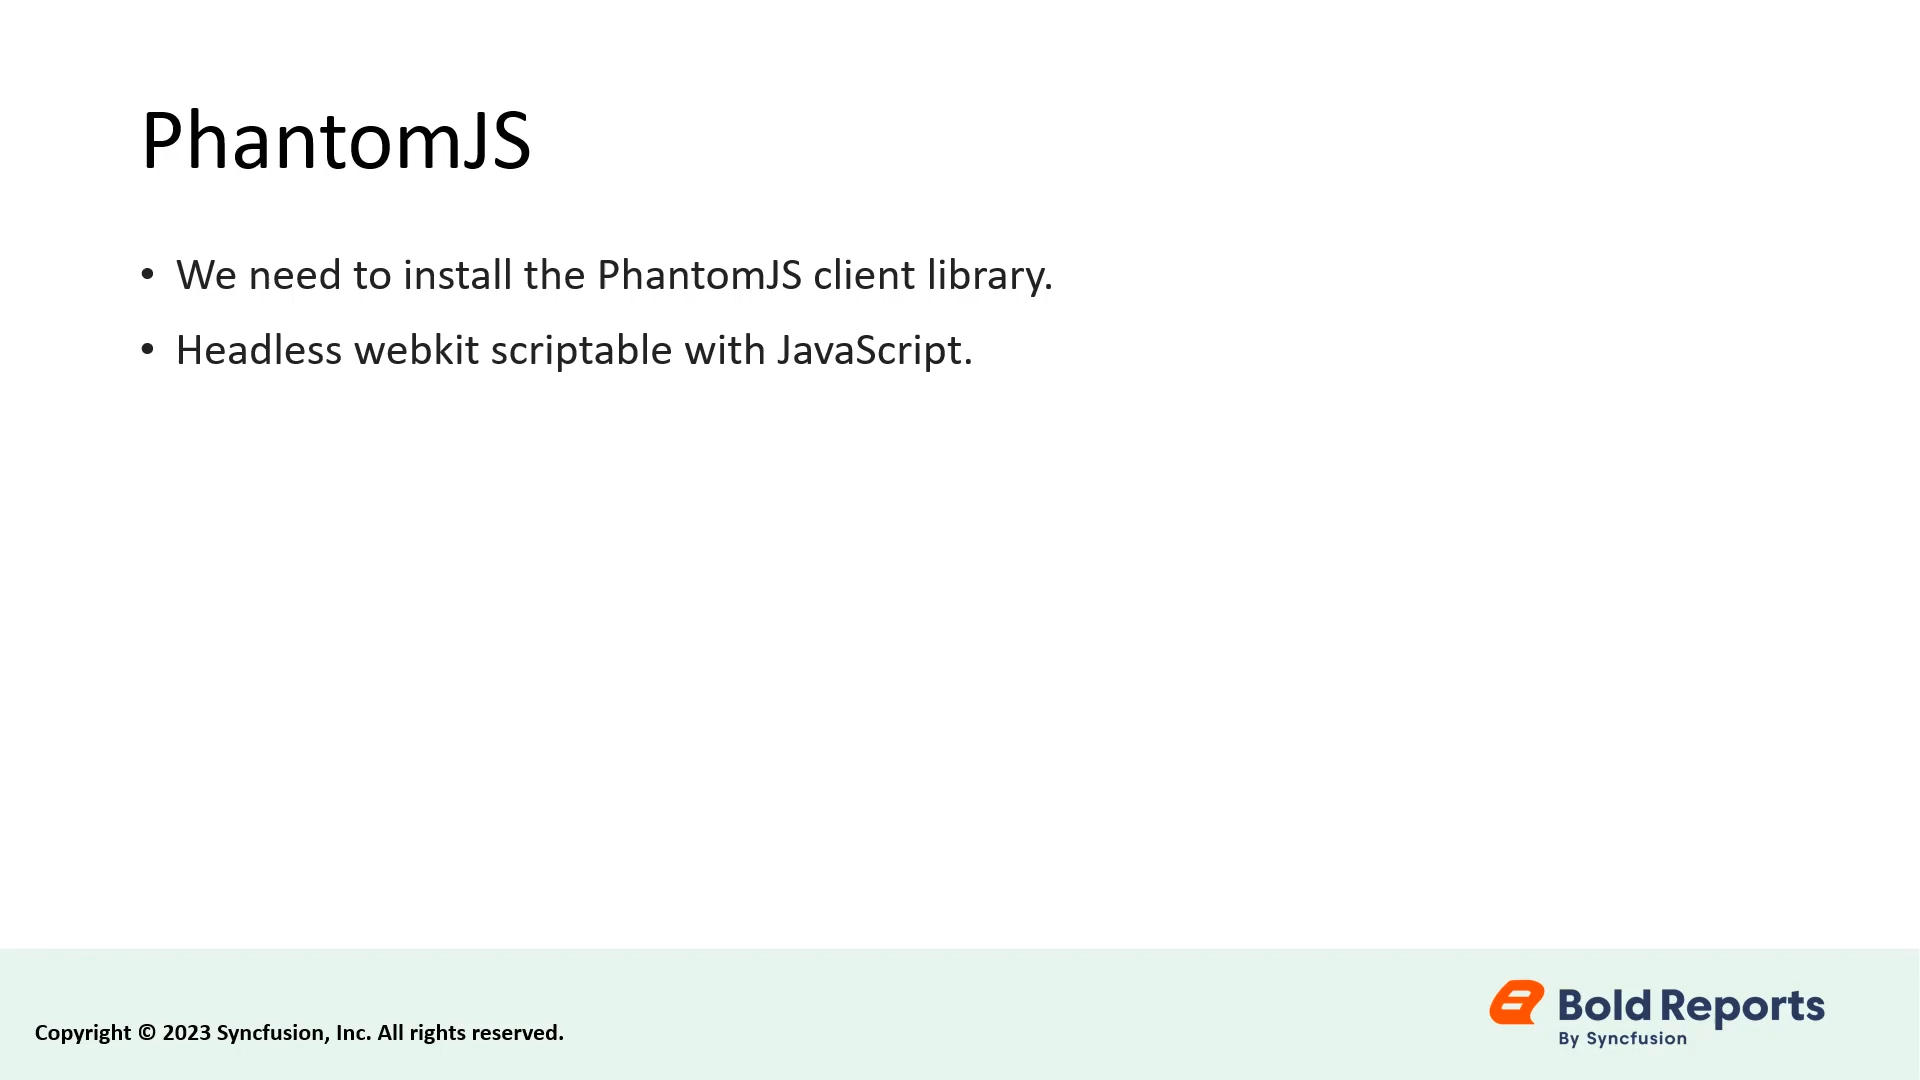 PhantomJS
• We need to install the PhantomJS client library.
• Headless webkit scriptable with JavaScript.
Copyright © 2023 Syncfusion, Inc. All rights reserved.
Bold Reports
By Syncfusion